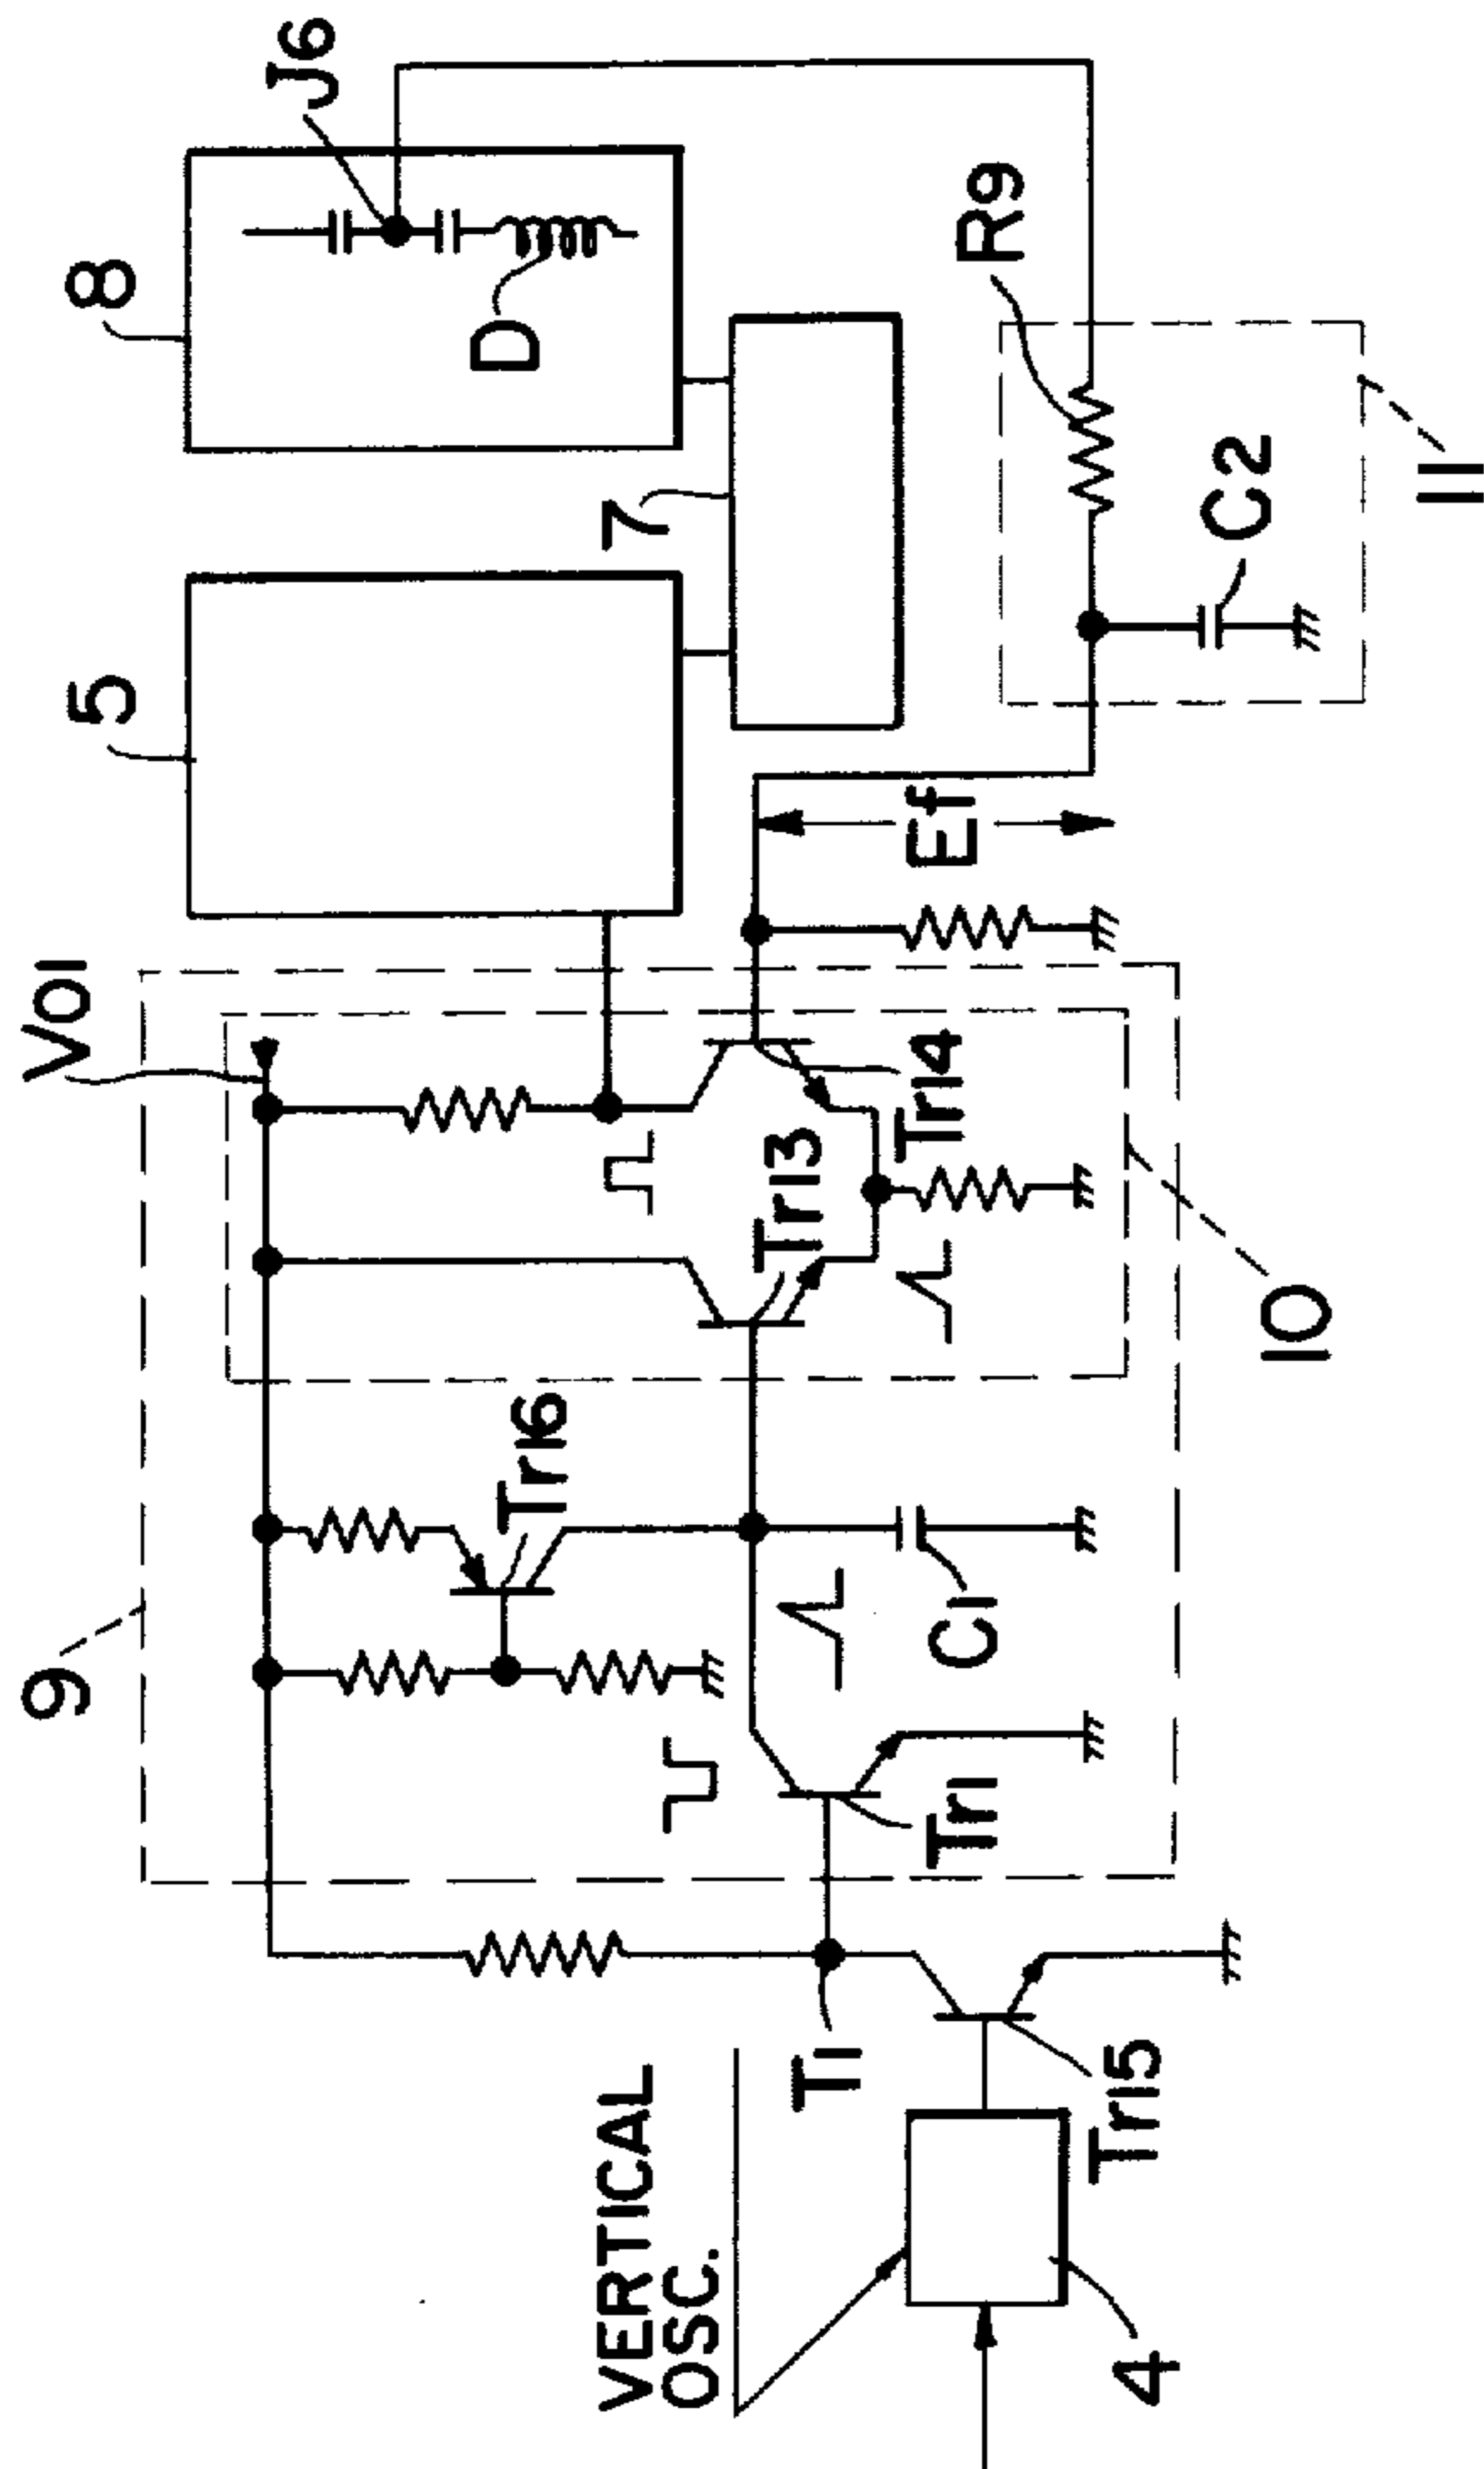 9
V01
5
8
J6
Tr16
Tr13
Tr14
D
7
R9
Ef
C2
11
10
C1
Tr1
T1
VERTICAL
OSC.
Tr15
4